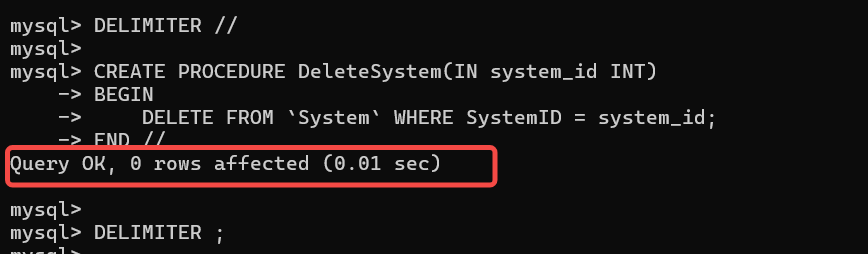 mysql> DELIMITER //
mysql>
mysql> CREATE PROCEDURE DeleteSystem(IN system_id INT)
    -> BEGIN
    ->     DELETE FROM `System` WHERE SystemID = system_id;
    -> END //
Query OK, 0 rows affected (0.01 sec)

mysql>
mysql> DELIMITER ;
mysql>